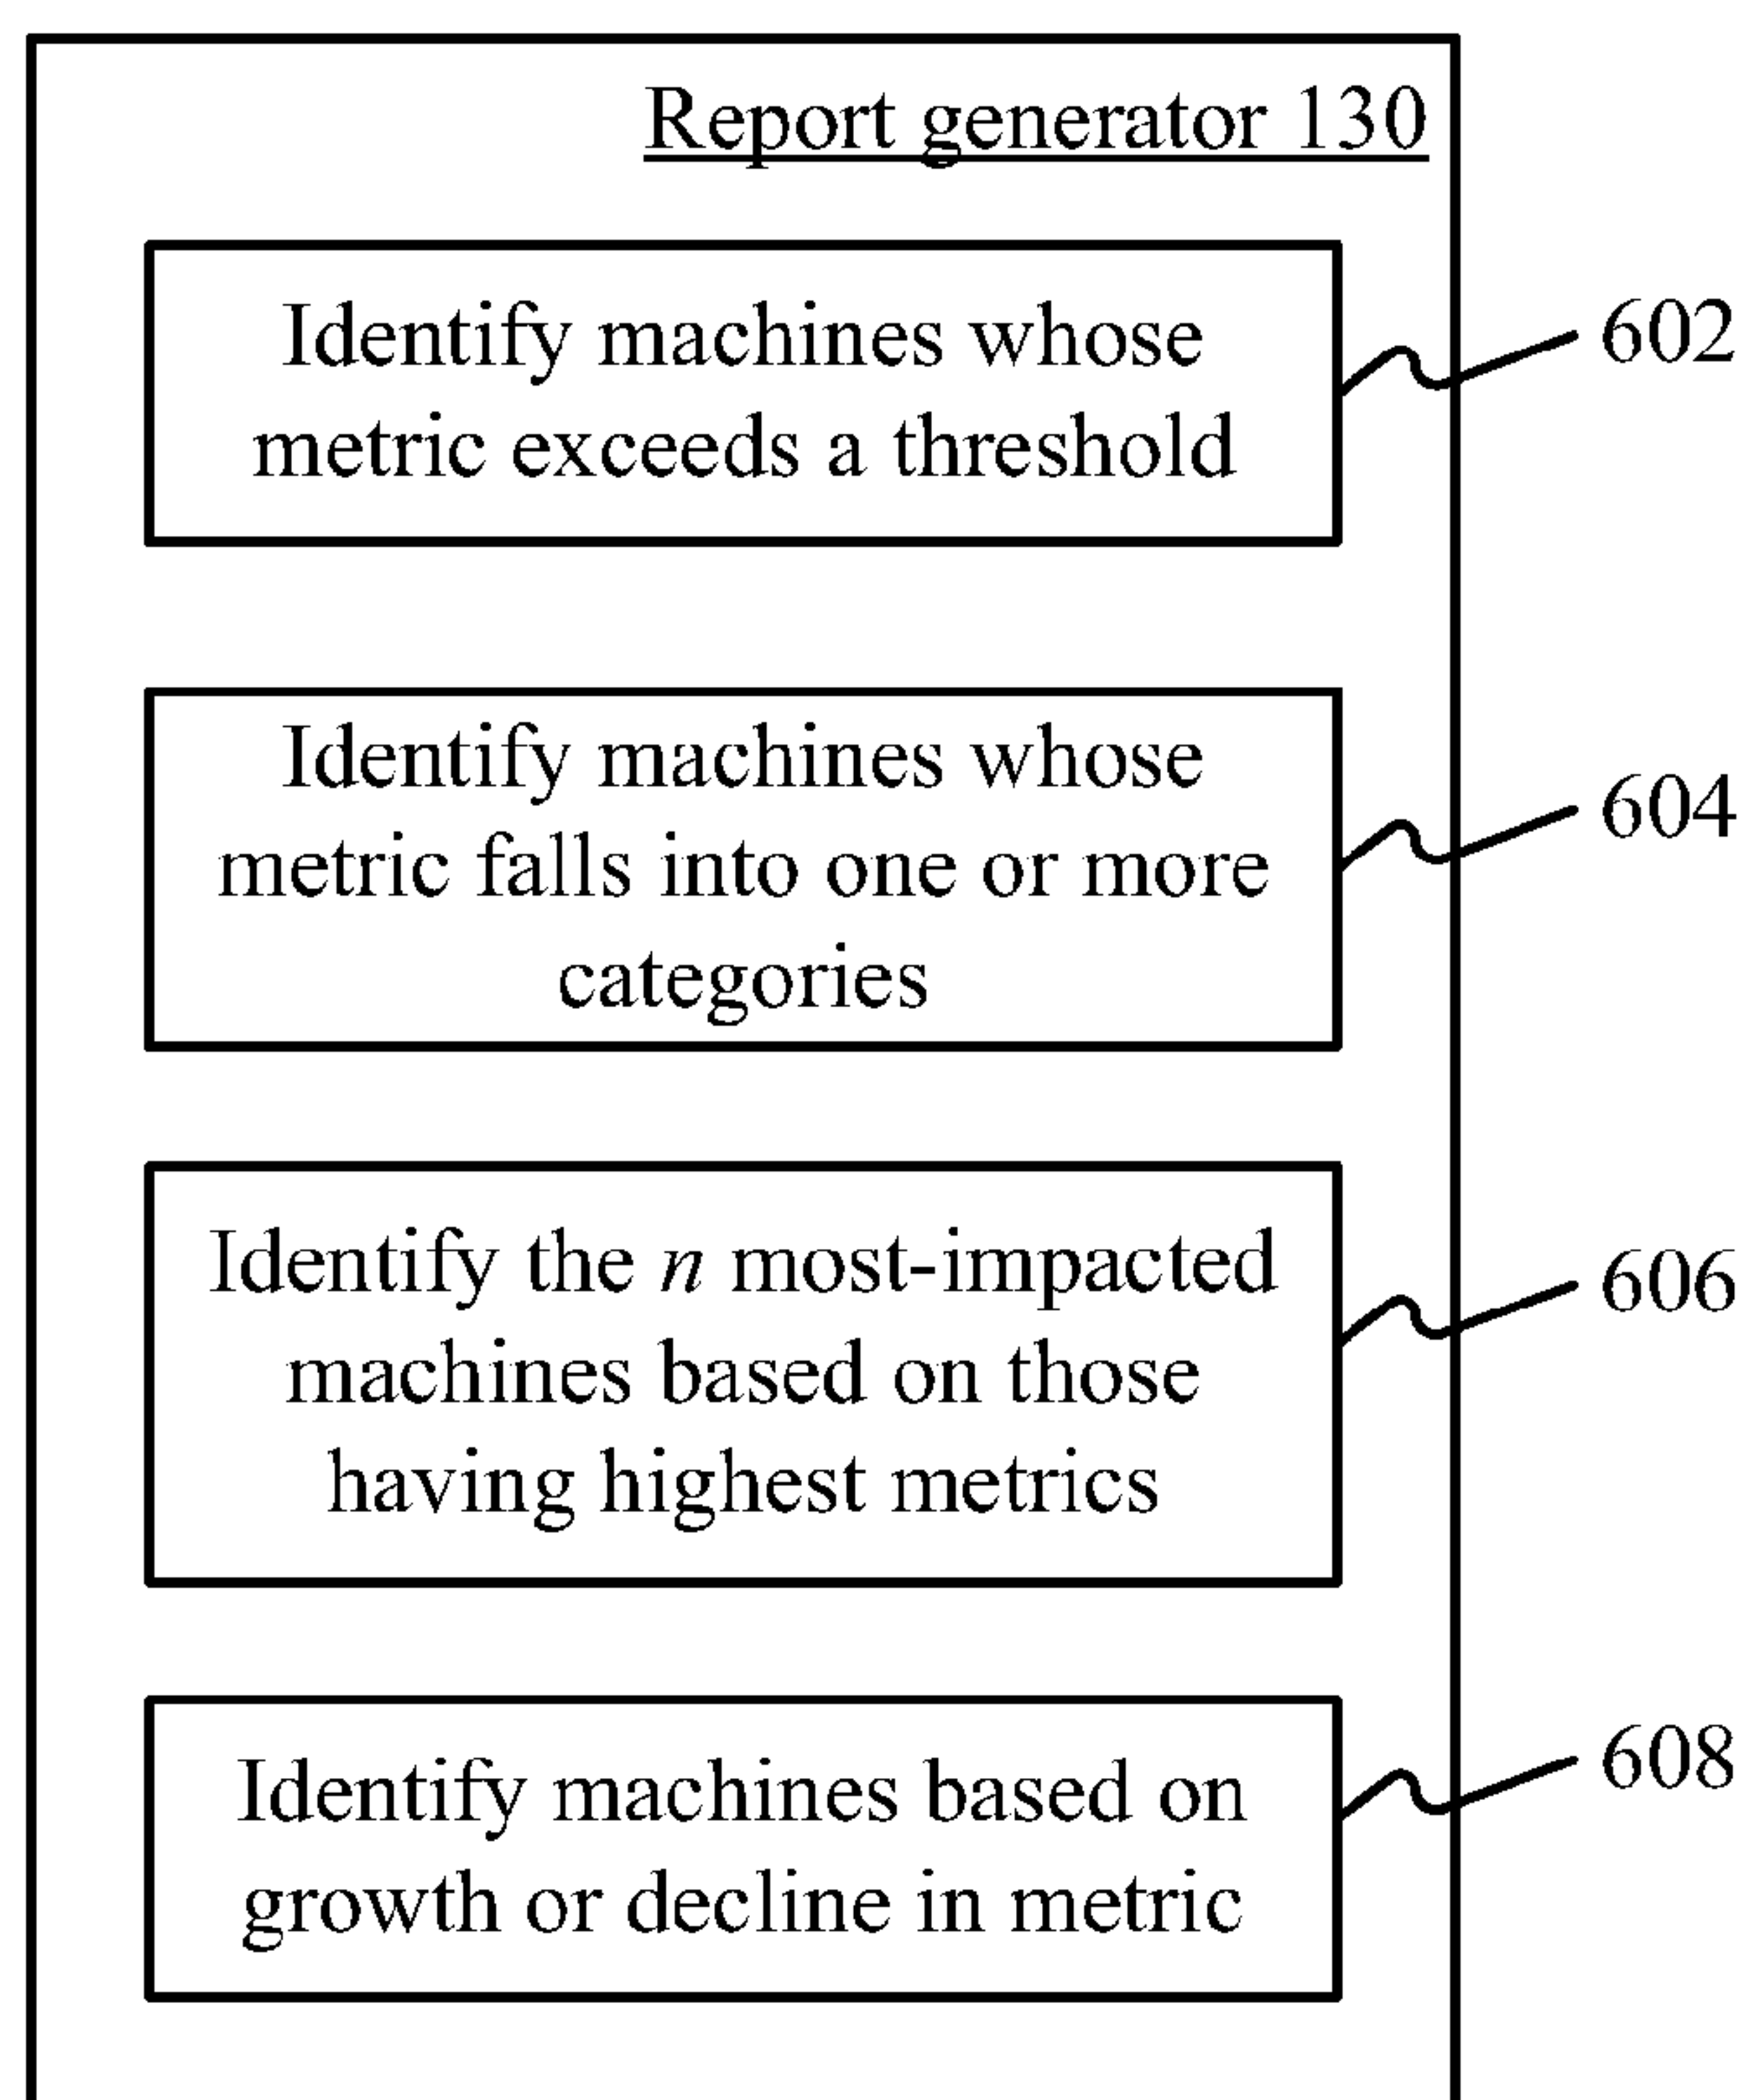 Report generator 130
Identify machines whose
metric exceeds a threshold
602
Identify machines whose
metric falls into one or more
categories
604
Identify the n most-impacted
machines based on those
having highest metrics
606
Identify machines based on
growth or decline in metric
608